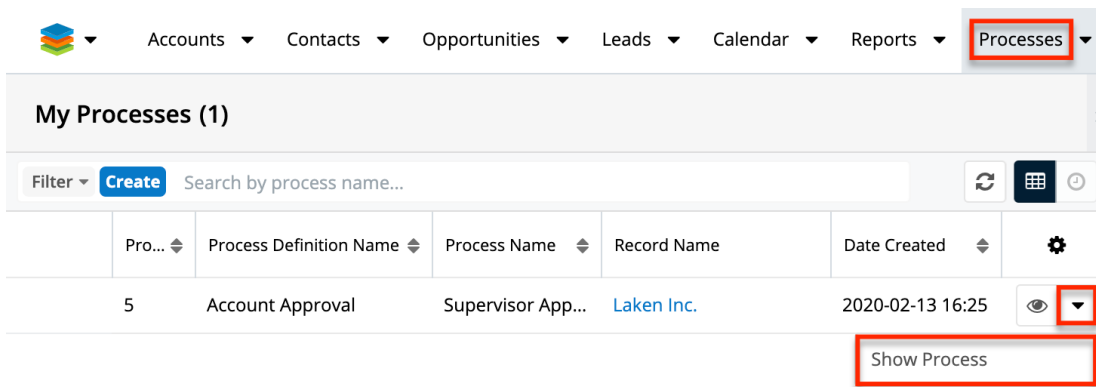 Accounts Contacts Opportunities Leads Calendar Reports Processes
My Processes (1)
Filter Create Search by process name...
Pro... Process Definition Name Process Name Record Name Date Created
5 Account Approval Supervisor App... Laken Inc. 2020-02-13 16:25
Show Process